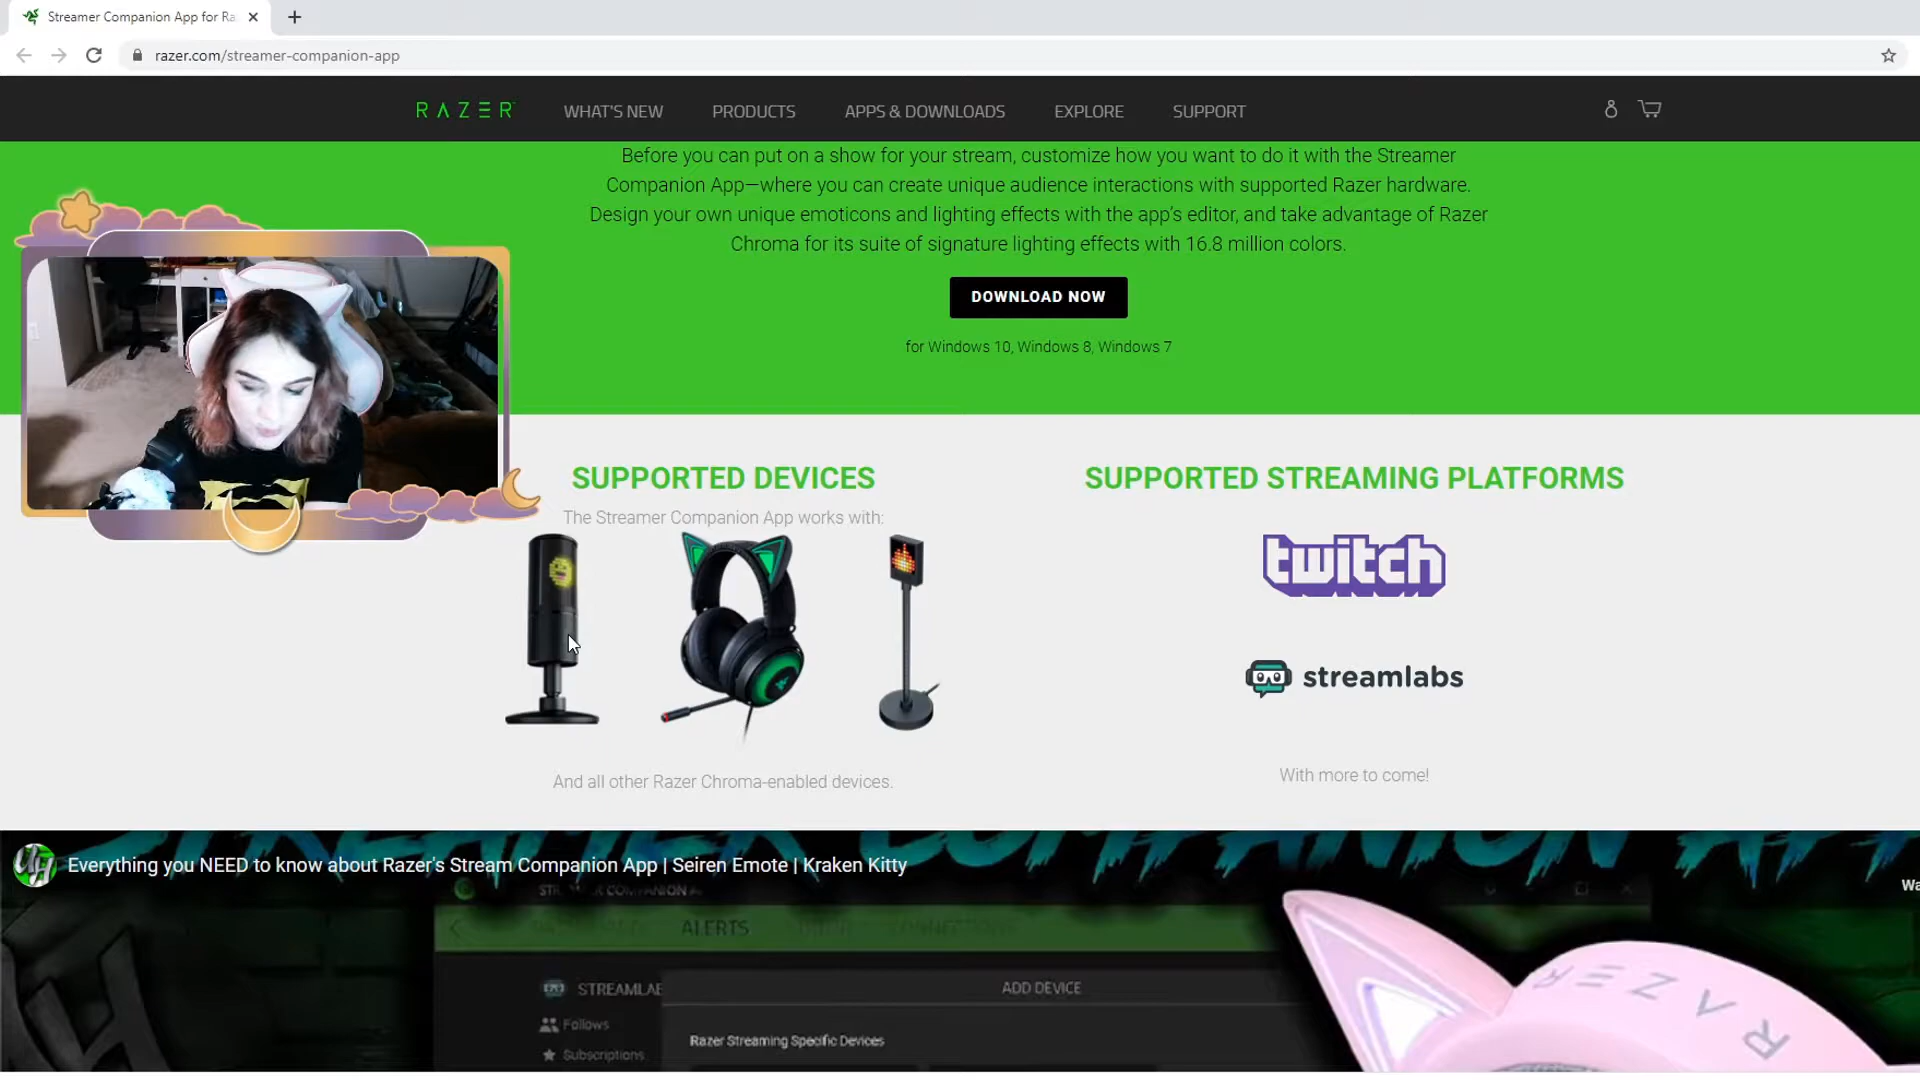 Streamer Companion App for Ra
razer.com/streamer-companion-app
RAZER
WHAT'S NEW
PRODUCTS
APPS & DOWNLOADS
EXPLORE
SUPPORT
Before you can put on a show for your stream, customize how you want to do it with the Streamer
Companion App—where you can create unique audience interactions with supported Razer hardware.
Design your own unique emoticons and lighting effects with the app's editor, and take advantage of Razer
Chroma for its suite of signature lighting effects with 16.8 million colors.
DOWNLOAD NOW
for Windows 10, Windows 8, Windows 7
SUPPORTED DEVICES
The Streamer Companion App works with:
And all other Razer Chroma-enabled devices.
SUPPORTED STREAMING PLATFORMS
twitch
streamlabs
With more to come!
STREAMER COMPANION APP
Everything you NEED to know about Razer's Stream Companion App | Seiren Emote | Kraken Kitty
Wa
ALERTS
STREAMLAB
ADD DEVICE
Follows
Razer Streaming Specific Devices
Subscriptions
RAZER